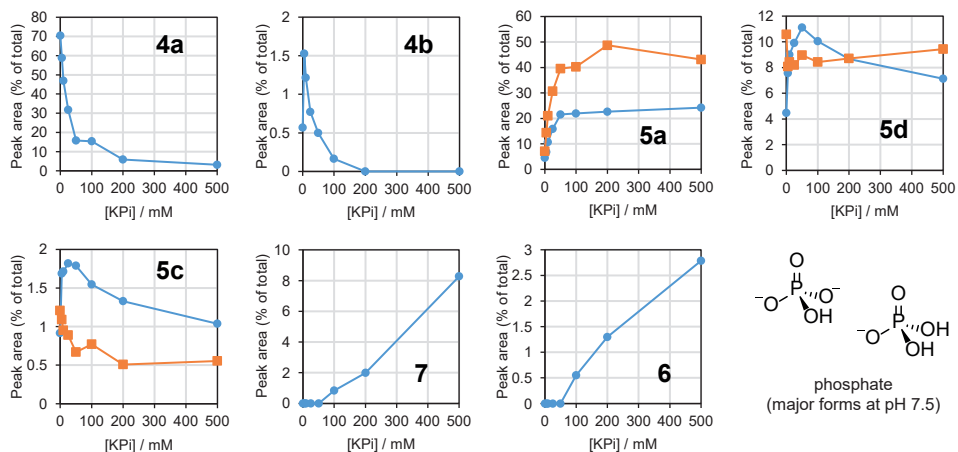 Peak area (% of total)
80
70
60
50
40
30
20
10
0
4a
0 100 200 300 400 500
[KPi] / mM
Peak area (% of total)
2
1.5
1
0.5
0
4b
0 100 200 300 400 500
[KPi] / mM
Peak area (% of total)
60
50
40
30
20
10
0
5a
0 100 200 300 400 500
[KPi] / mM
Peak area (% of total)
12
10
8
6
4
2
0
5d
0 100 200 300 400 500
[KPi] / mM
Peak area (% of total)
2
1.5
1
0.5
0
5c
0 100 200 300 400 500
[KPi] / mM
Peak area (% of total)
10
8
6
4
2
0
7
0 100 200 300 400 500
[KPi] / mM
Peak area (% of total)
3
2.5
2
1.5
1
0.5
0
6
0 100 200 300 400 500
[KPi] / mM
O
P
⁻O
O⁻
OH
O
P
⁻O
OH
OH
phosphate
(major forms at pH 7.5)